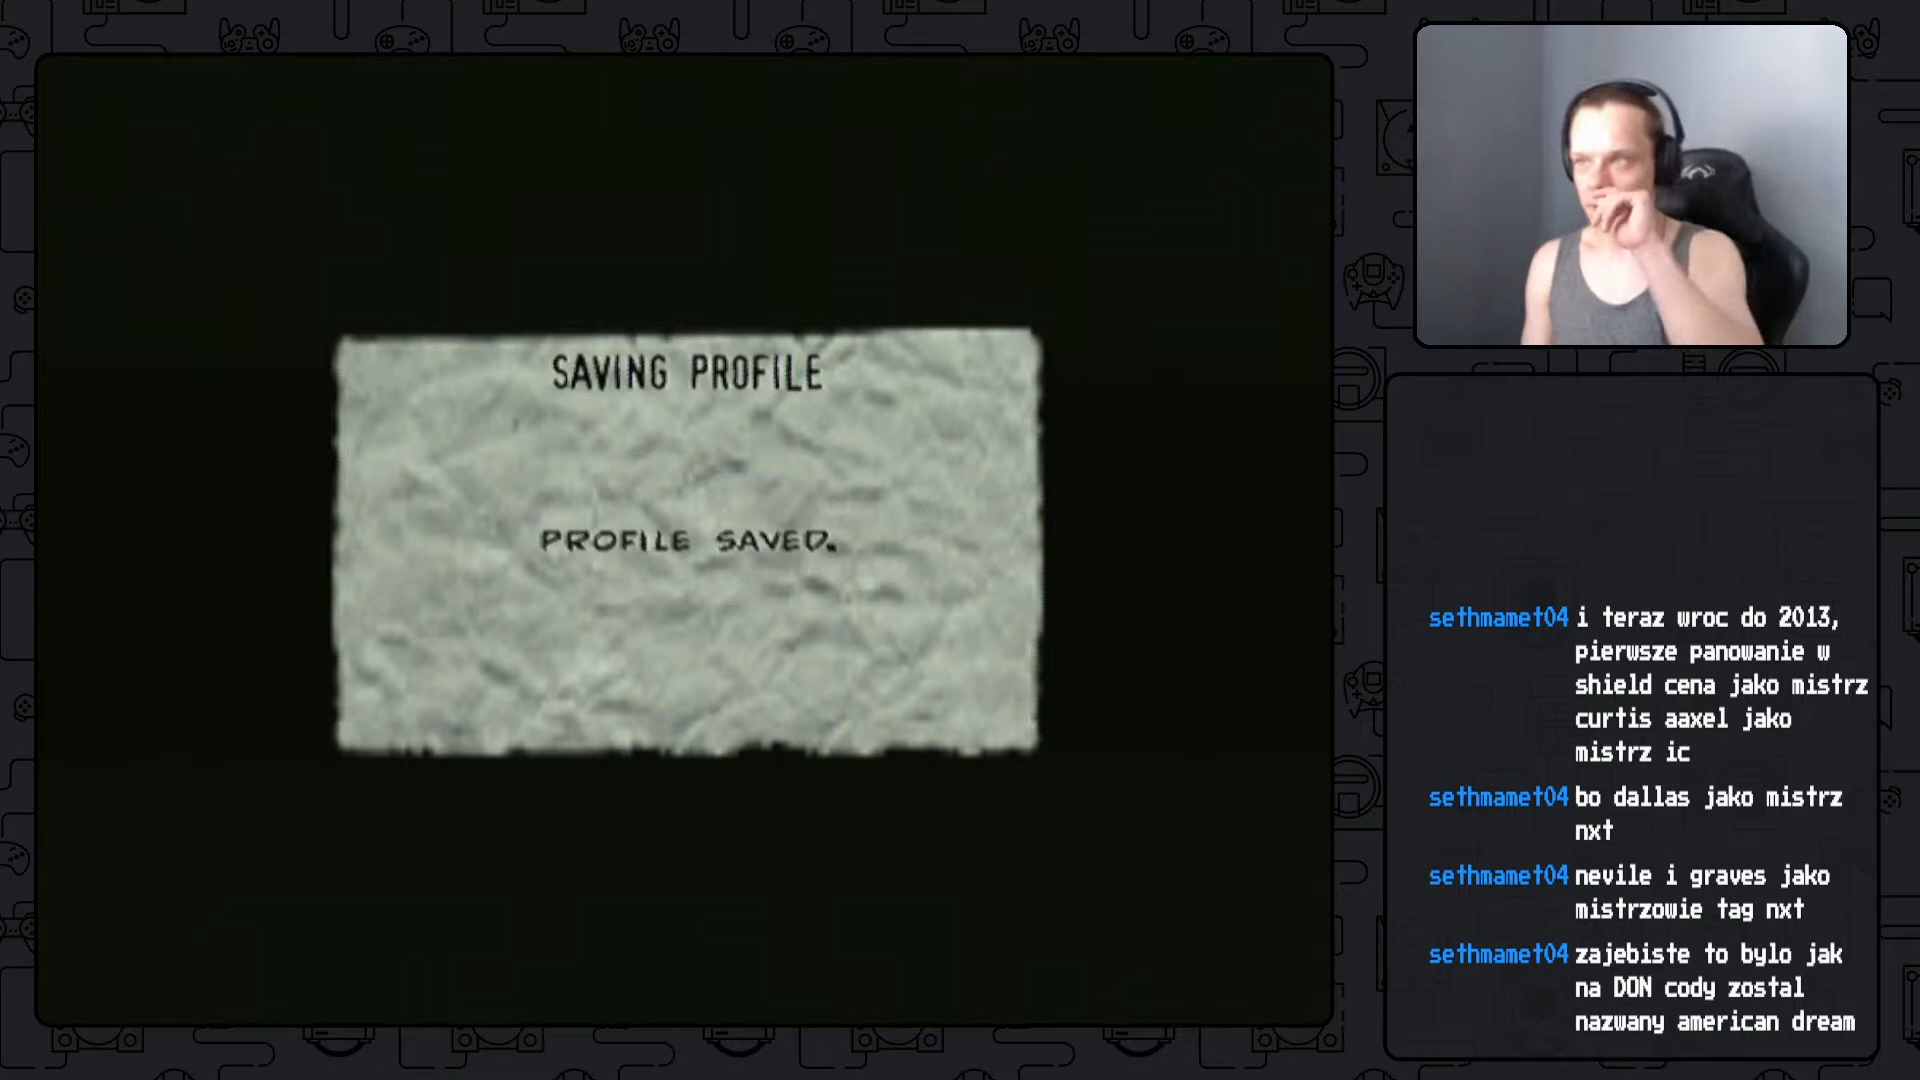 SAVING PROFILE
PROFILE SAVED.
sethmamet04 i teraz wroc do 2013,
pierwsze panowanie w
shield cena jako mistrz
curtis aaxel jako
mistrz ic
sethmamet04 bo dallas jako mistrz
nxt
sethmamet04 nevile i graves jako
mistrzowie tag nxt
sethmamet04 zajebiste to bylo jak
na DON cody zostal
nazwany american dream